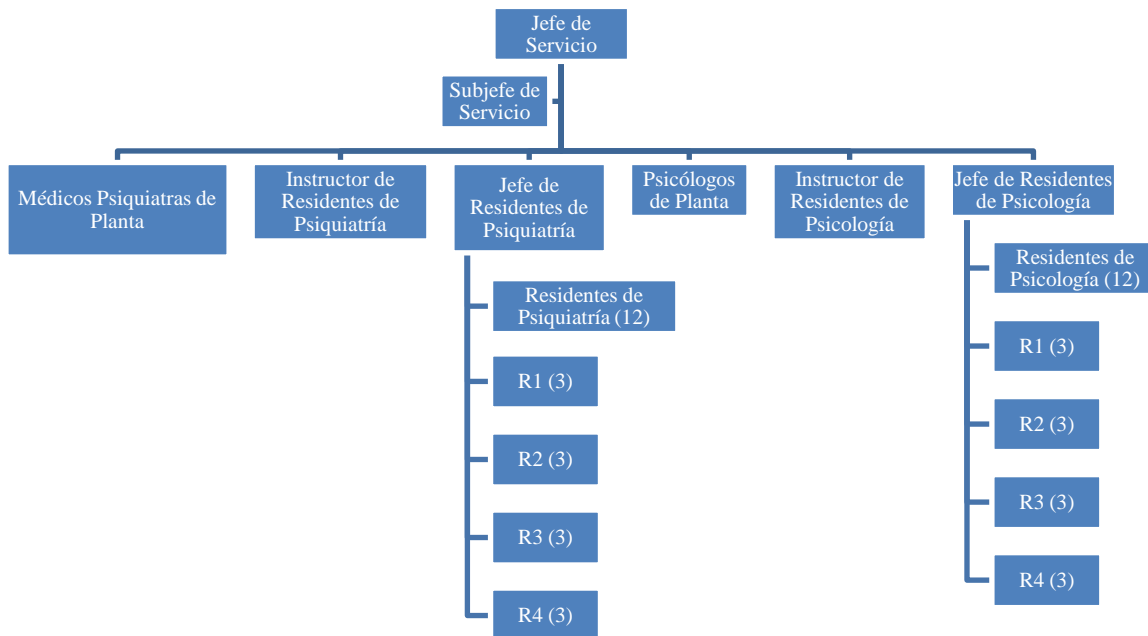 Jefe de
Servicio
Subjefe de
Servicio
Médicos Psiquiatras de
Planta
Instructor de
Residentes de
Psiquiatría
Jefe de
Residentes de
Psiquiatría
Psicólogos
de Planta
Instructor de
Residentes de
Psicología
Jefe de Residentes
de Psicología
Residentes de
Psiquiatría (12)
R1 (3)
R2 (3)
R3 (3)
R4 (3)
Residentes de
Psicología (12)
R1 (3)
R2 (3)
R3 (3)
R4 (3)